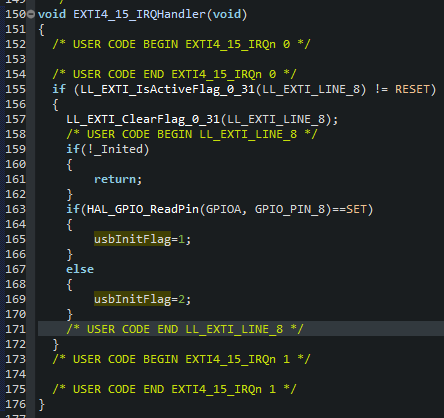 149 */
150 void EXTI4_15_IRQHandler(void)
151 {
152 /* USER CODE BEGIN EXTI4_15_IRQn 0 */
153
154 /* USER CODE END EXTI4_15_IRQn 0 */
155 if (LL_EXTI_IsActiveFlag_0_31(LL_EXTI_LINE_8) != RESET)
156 {
157 LL_EXTI_ClearFlag_0_31(LL_EXTI_LINE_8);
158 /* USER CODE BEGIN LL_EXTI_LINE_8 */
159 if(!_Inited)
160 {
161 return;
162 }
163 if(HAL_GPIO_ReadPin(GPIOA, GPIO_PIN_8)==SET)
164 {
165 usbInitFlag=1;
166 }
167 else
168 {
169 usbInitFlag=2;
170 }
171 /* USER CODE END LL_EXTI_LINE_8 */
172 }
173 /* USER CODE BEGIN EXTI4_15_IRQn 1 */
174
175 /* USER CODE END EXTI4_15_IRQn 1 */
176 }
177